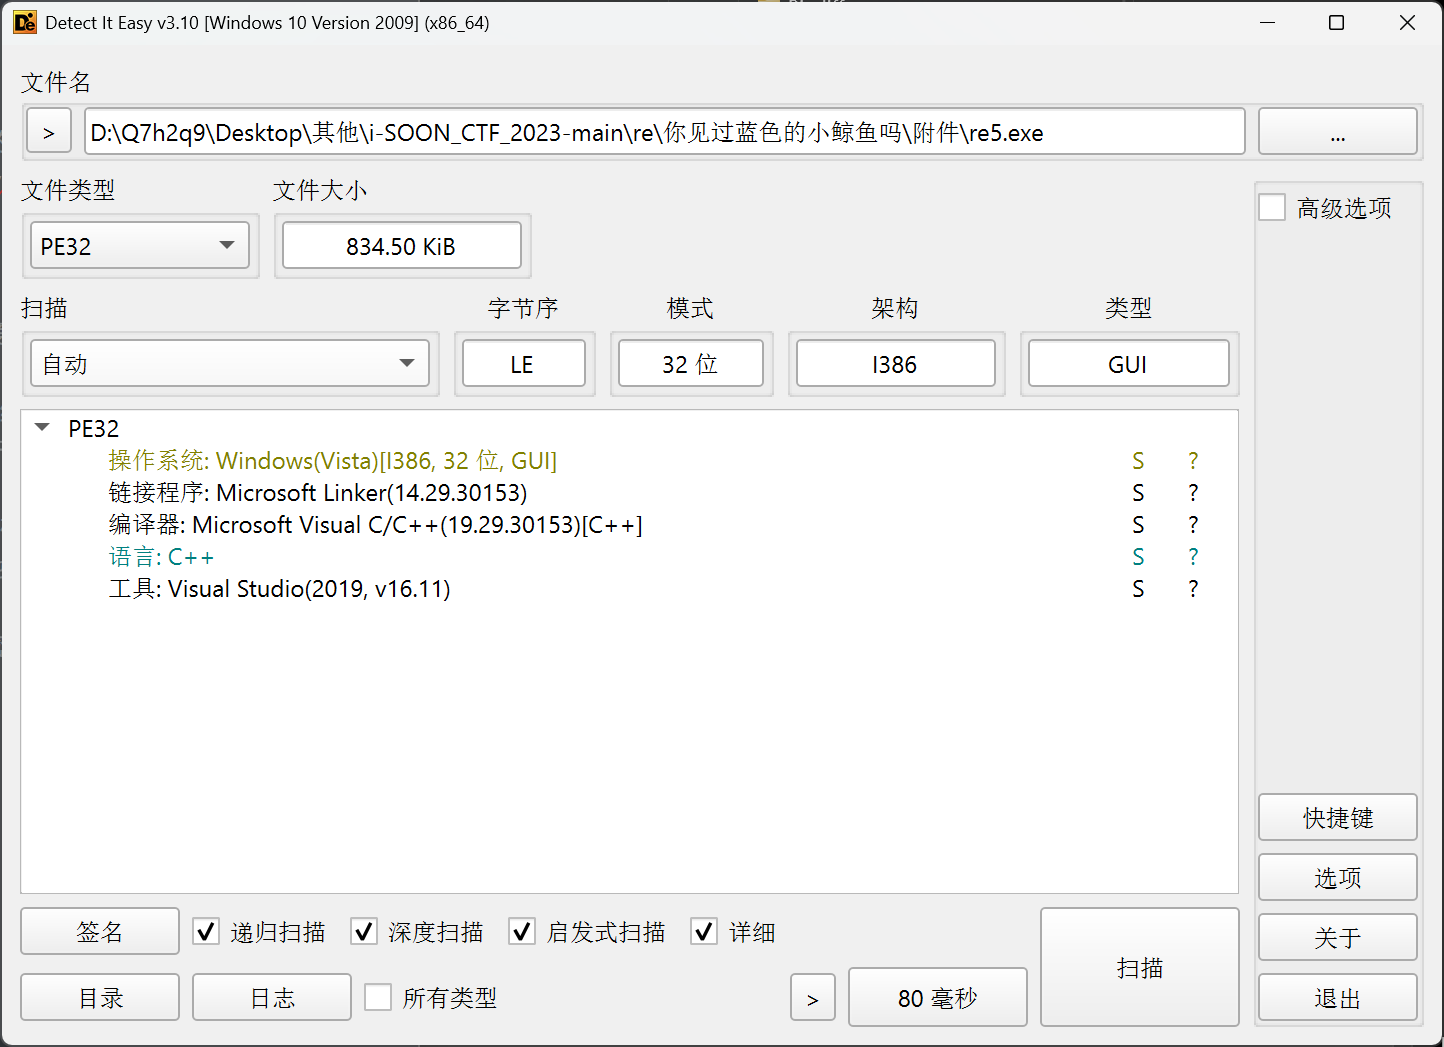 Detect It Easy v3.10 [Windows 10 Version 2009] (x86_64)
文件名
> D:\Q7h2q9\Desktop\其他\i-SOON_CTF_2023-main\re\你见过蓝色的小鲸鱼吗\附件\re5.exe ...
文件类型 文件大小
高级选项
PE32 834.50 KiB
扫描 字节序 模式 架构 类型
自动 LE 32 位 I386 GUI
PE32
操作系统: Windows(Vista)[I386, 32 位, GUI] S ?
链接程序: Microsoft Linker(14.29.30153) S ?
编译器: Microsoft Visual C/C++(19.29.30153)[C++] S ?
语言: C++ S ?
工具: Visual Studio(2019, v16.11) S ?
快捷键
选项
签名 递归扫描 深度扫描 启发式扫描 详细
关于
扫描
目录 日志 所有类型 > 80 毫秒
退出